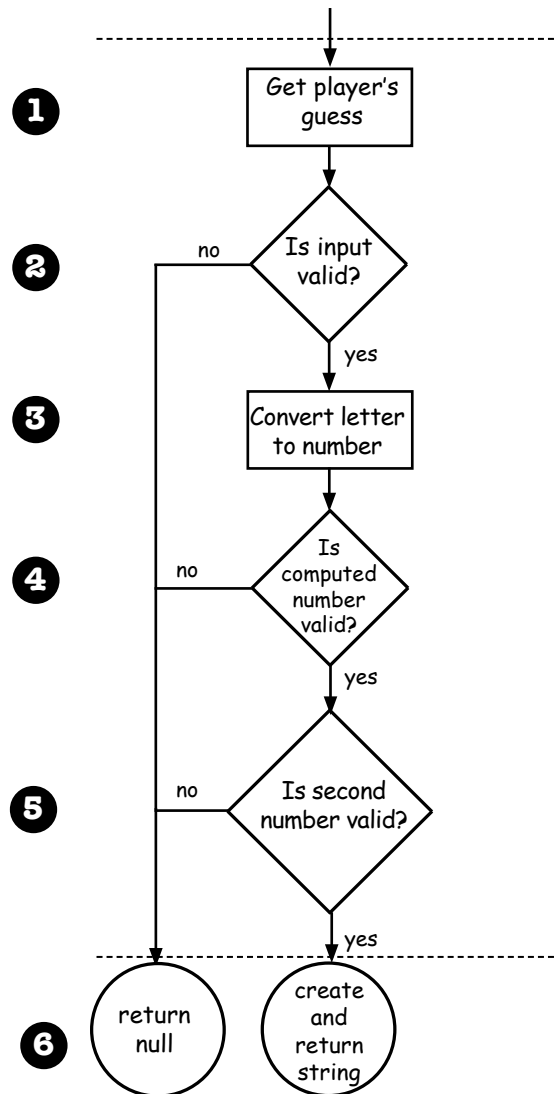 1
Get player's
guess
2
no
Is input
valid?
yes
3
Convert letter
to number
4
no
Is
computed
number
valid?
yes
5
no
Is second
number valid?
yes
6
return
null
create
and
return
string